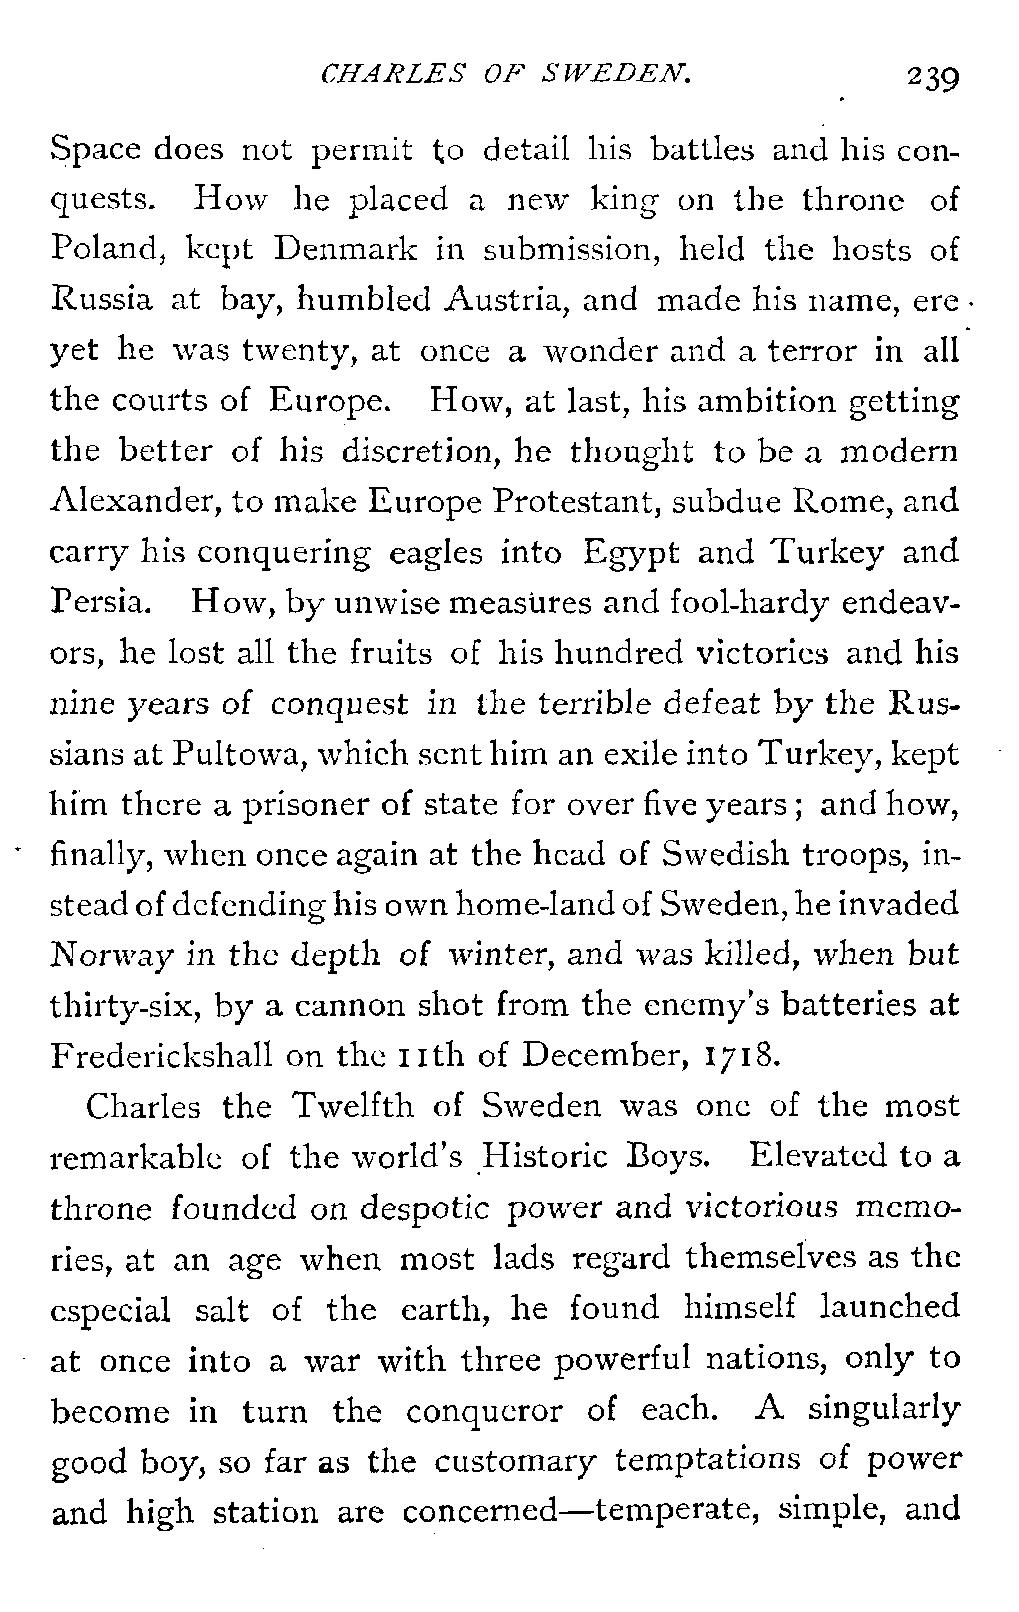 CHARLES OF SWEDEN. 239
Space does not permit to detail his battles and his con-
quests. How he placed a new king on the throne of
Poland, kept Denmark in submission, held the hosts of
Russia at bay, humbled Austria, and made his name, ere
yet he was twenty, at once a wonder and a terror in all
the courts of Europe. How, at last, his ambition getting
the better of his discretion, he thought to be a modern
Alexander, to make Europe Protestant, subdue Rome, and
carry his conquering eagles into Egypt and Turkey and
Persia. How, by unwise measures and fool-hardy endeav-
ors, he lost all the fruits of his hundred victories and his
nine years of conquest in the terrible defeat by the Rus-
sians at Pultowa, which sent him an exile into Turkey, kept
him there a prisoner of state for over five years; and how,
finally, when once again at the head of Swedish troops, in-
stead of defending his own home-land of Sweden, he invaded
Norway in the depth of winter, and was killed, when but
thirty-six, by a cannon shot from the enemy's batteries at
Frederickshall on the 11th of December, 1718.
Charles the Twelfth of Sweden was one of the most
remarkable of the world's Historic Boys. Elevated to a
throne founded on despotic power and victorious memo-
ries, at an age when most lads regard themselves as the
especial salt of the earth, he found himself launched
at once into a war with three powerful nations, only to
become in turn the conqueror of each. A singularly
good boy, so far as the customary temptations of power
and high station are concerned—temperate, simple, and